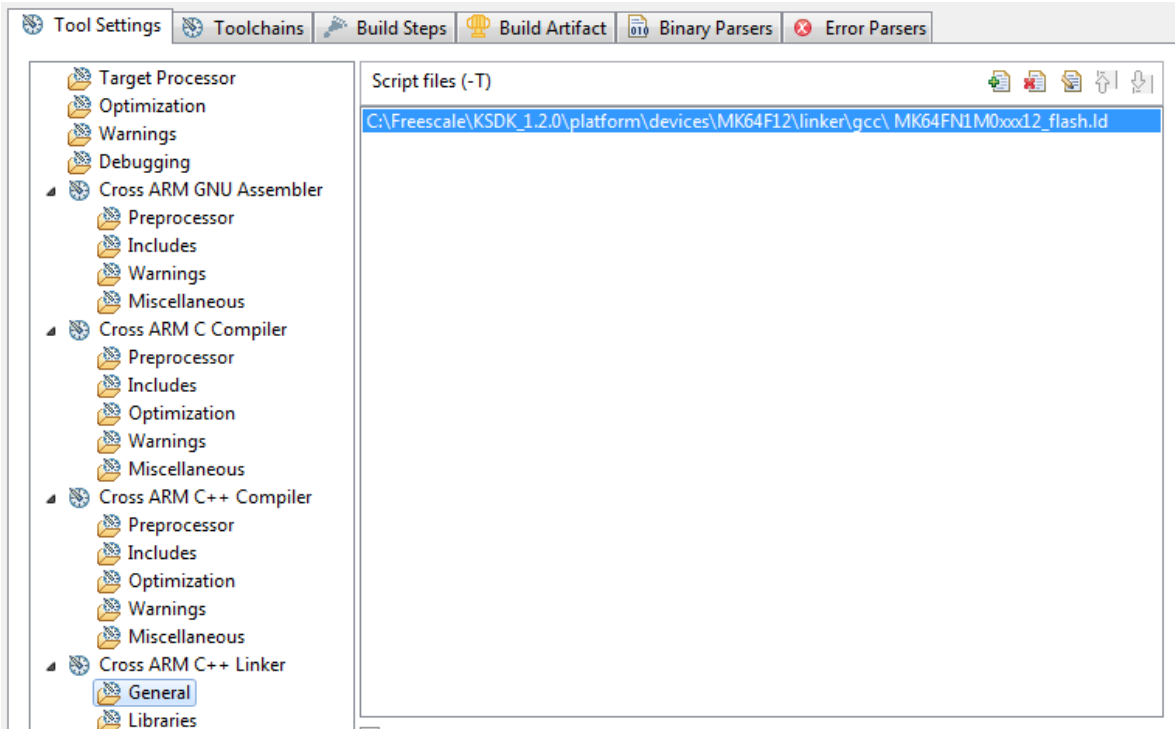 Tool Settings Toolchains Build Steps Build Artifact Binary Parsers Error Parsers
Target Processor
Optimization
Warnings
Debugging
Cross ARM GNU Assembler
Preprocessor
Includes
Warnings
Miscellaneous
Cross ARM C Compiler
Preprocessor
Includes
Optimization
Warnings
Miscellaneous
Cross ARM C++ Compiler
Preprocessor
Includes
Optimization
Warnings
Miscellaneous
Cross ARM C++ Linker
General
Libraries
Script files (-T)
C:\Freescale\KSDK_1.2.0\platform\devices\MK64F12\linker\gcc\ MK64FN1M0xxx12_flash.ld